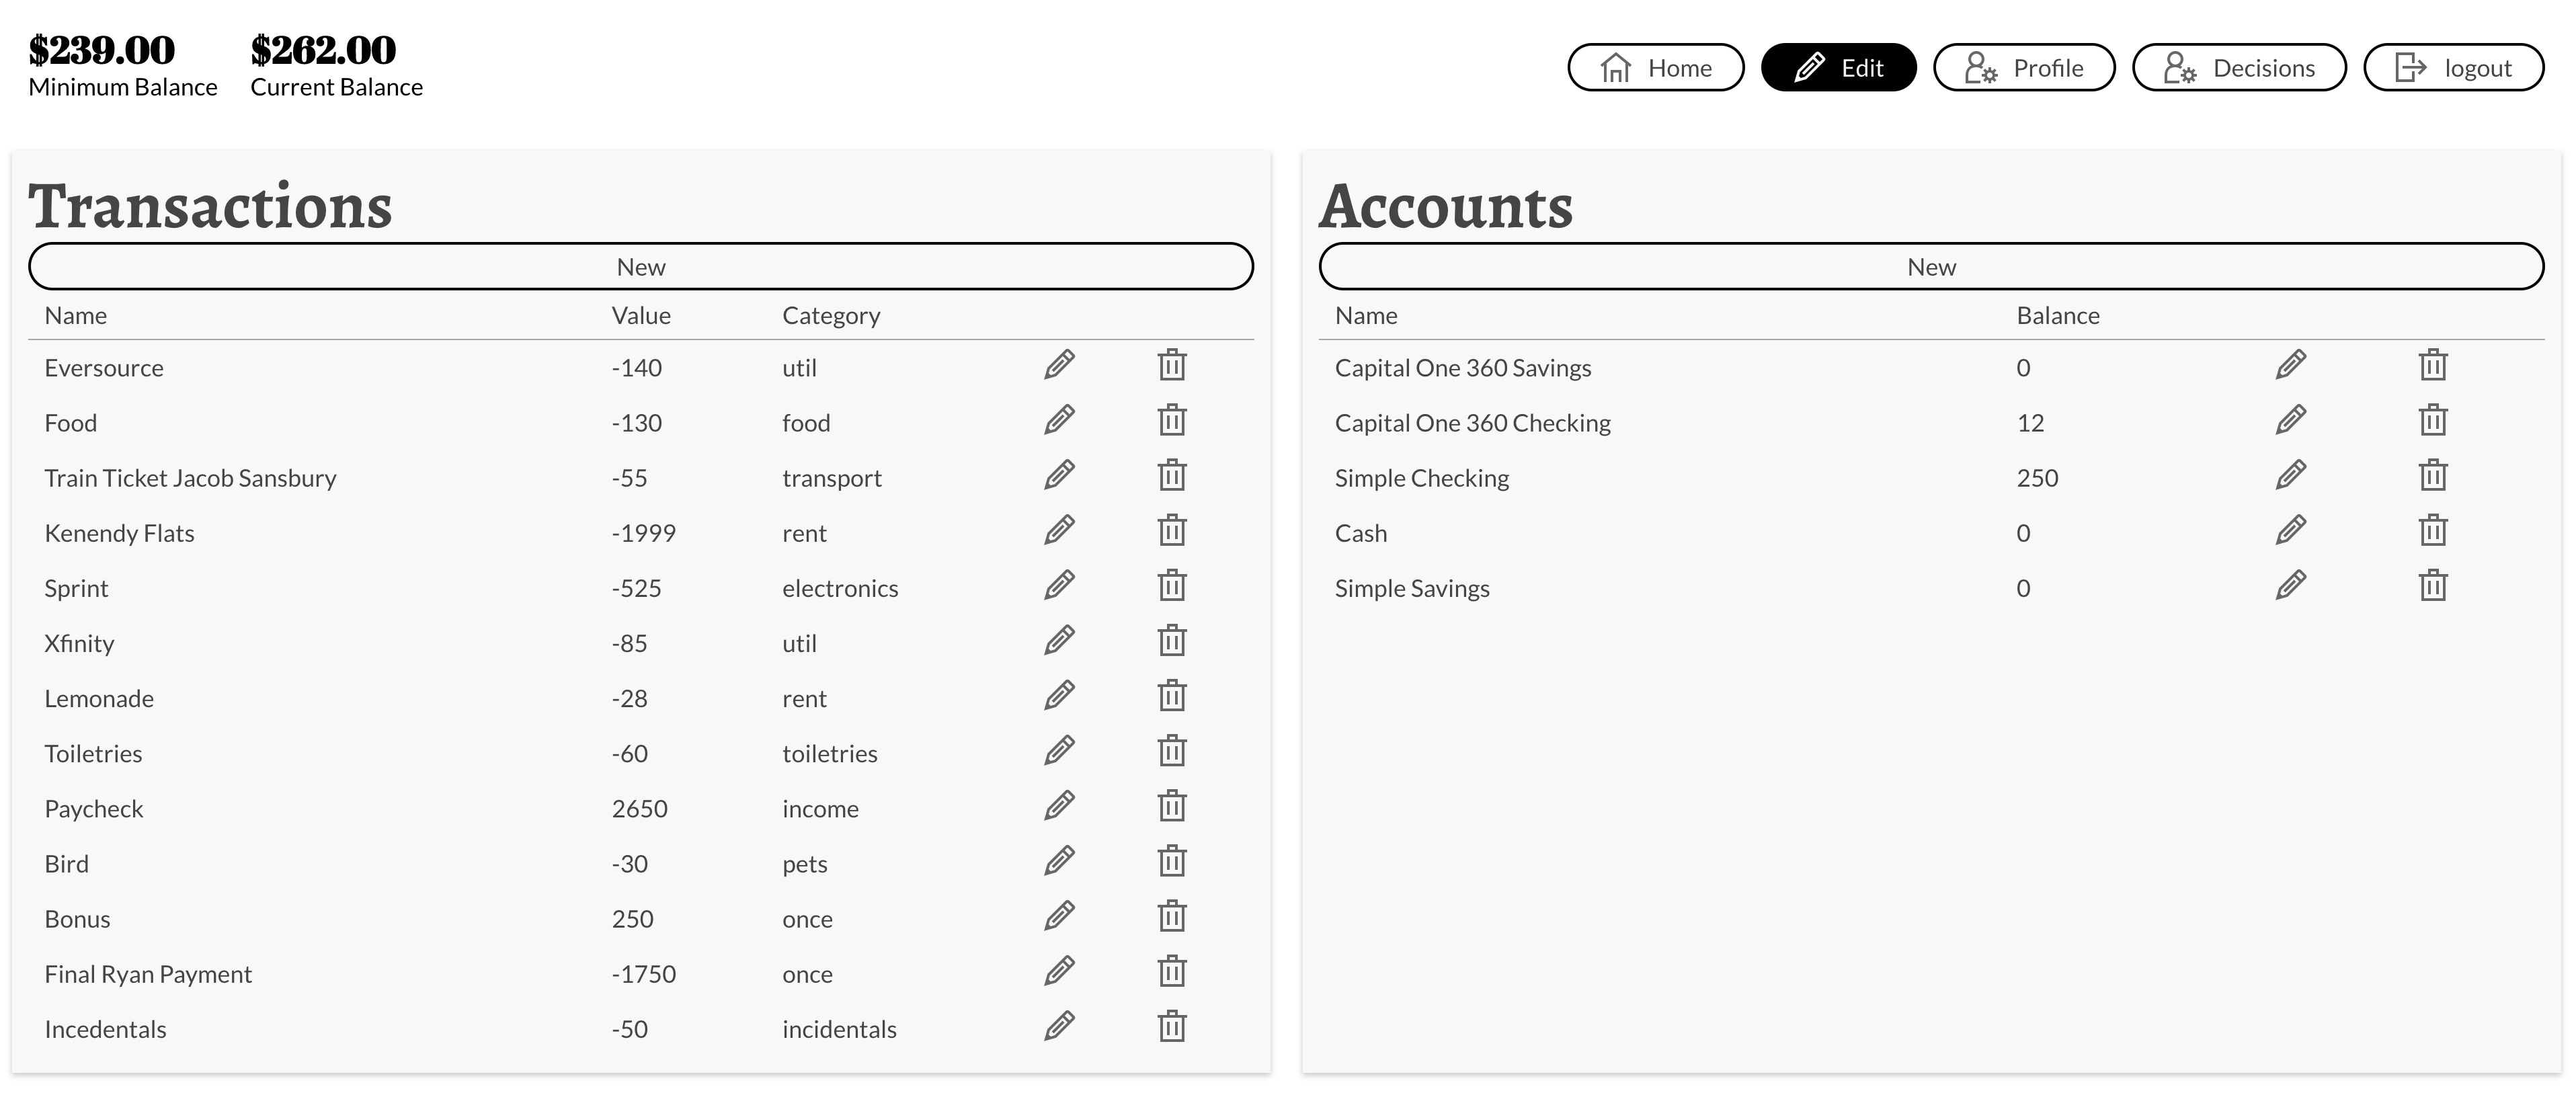 $239.00 $262.00
Minimum Balance Current Balance
Home Edit Profile Decisions logout
Transactions
New
Name Value Category
Eversource -140 util
Food -130 food
Train Ticket Jacob Sansbury -55 transport
Kenendy Flats -1999 rent
Sprint -525 electronics
Xfinity -85 util
Lemonade -28 rent
Toiletries -60 toiletries
Paycheck 2650 income
Bird -30 pets
Bonus 250 once
Final Ryan Payment -1750 once
Incedentals -50 incidentals
Accounts
New
Name Balance
Capital One 360 Savings 0
Capital One 360 Checking 12
Simple Checking 250
Cash 0
Simple Savings 0